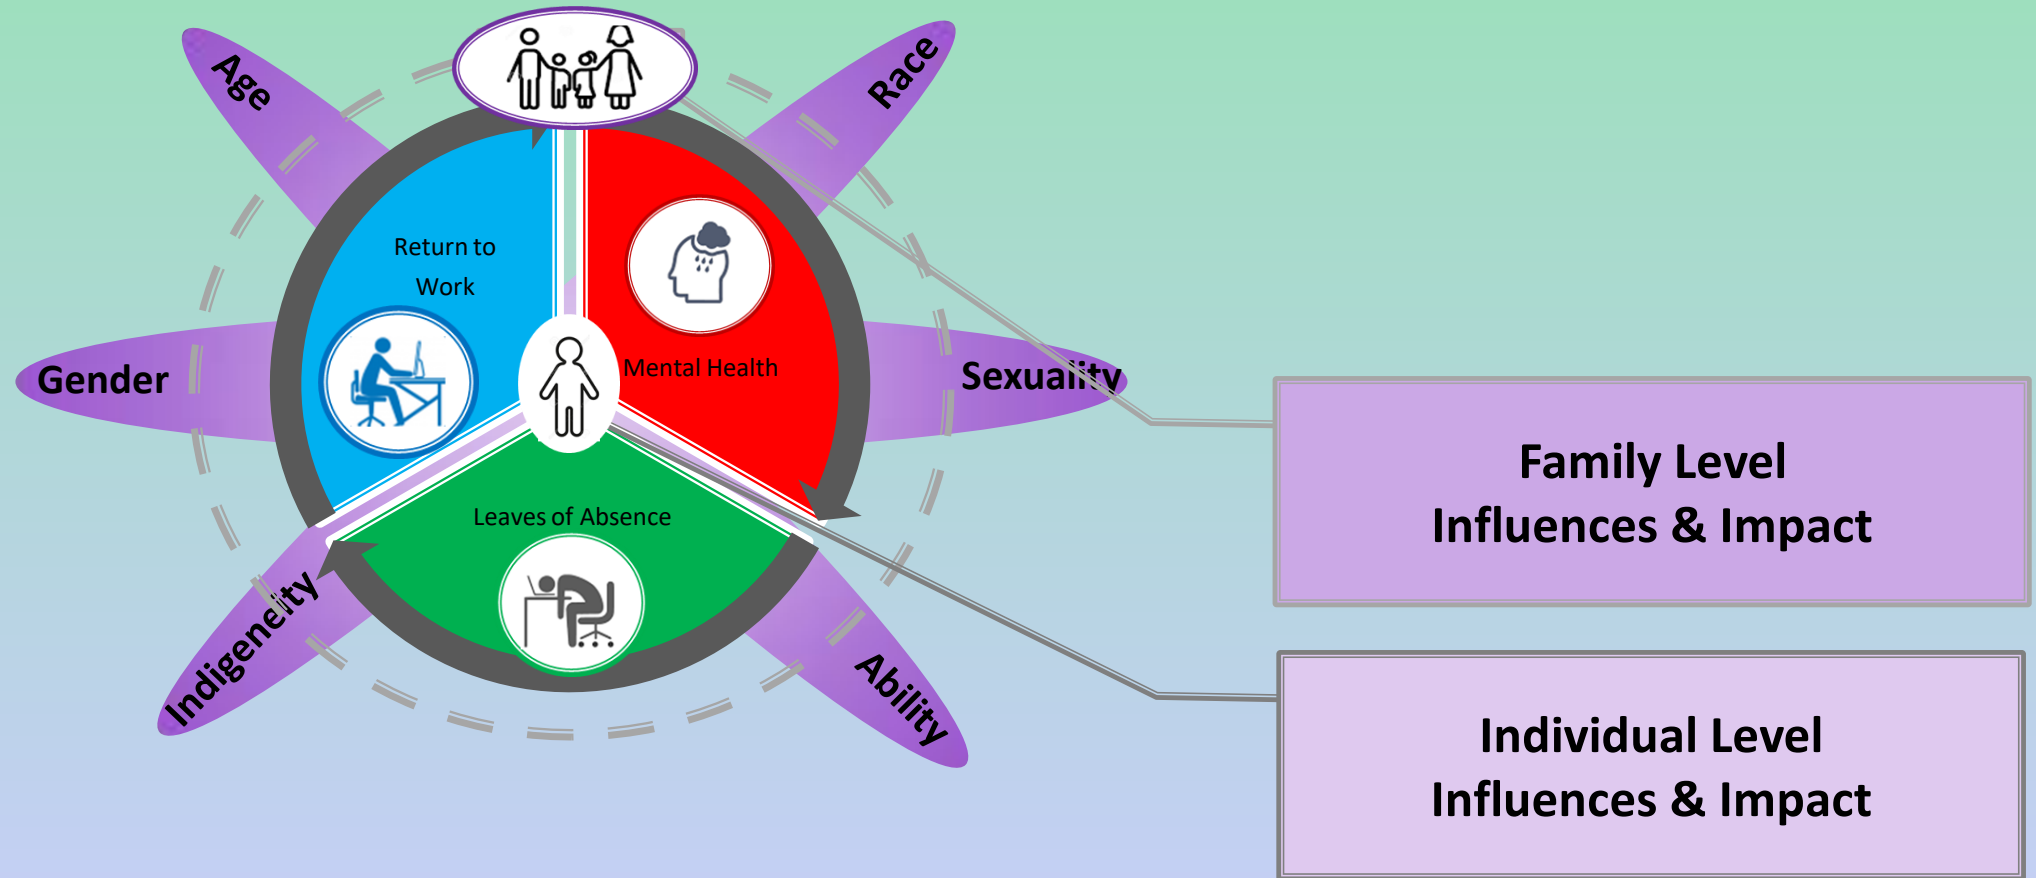 Age
Race
Return to
Work
Mental Health
Gender
Sexuality
Leaves of Absence
Indigeneity
Ability
Family Level
Influences & Impact
Individual Level
Influences & Impact